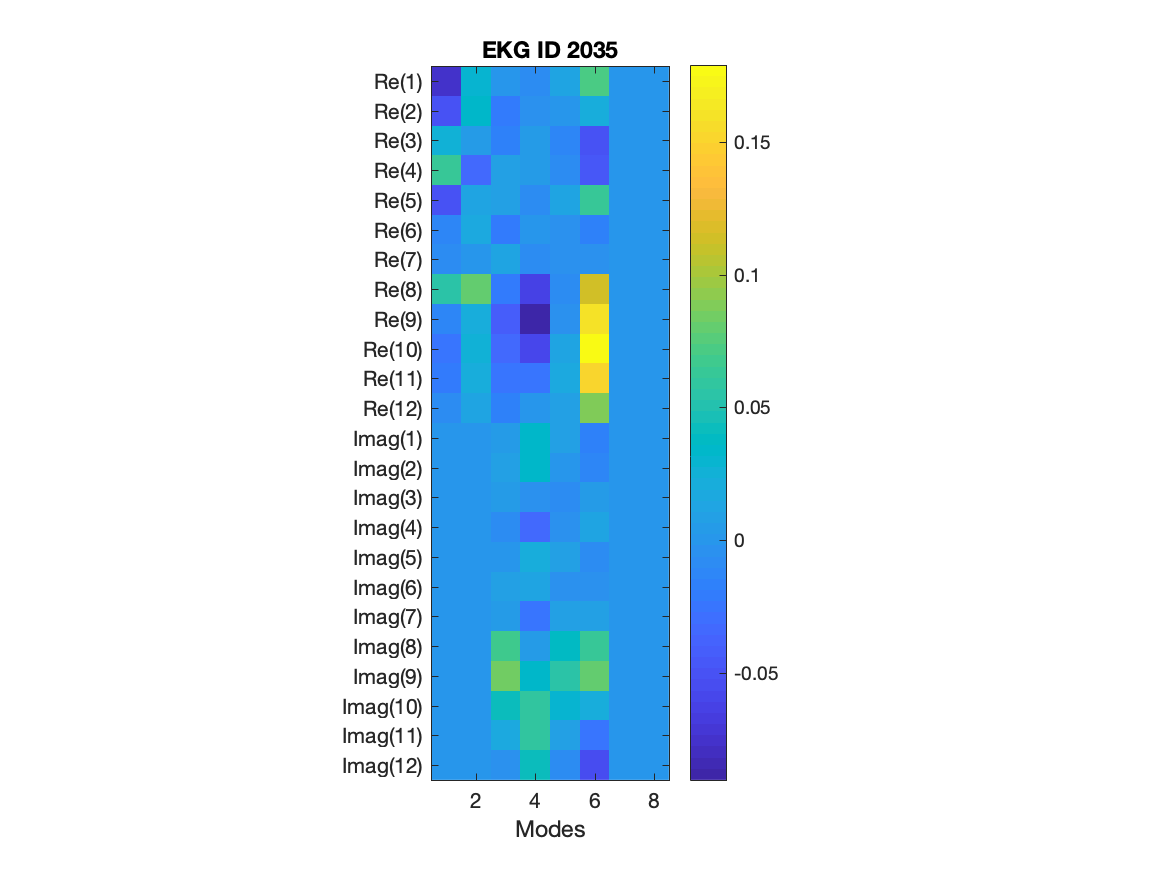 EKG ID 2035
Re(1)
Re(2)
Re(3)
Re(4)
Re(5)
Re(6)
Re(7)
Re(8)
Re(9)
Re(10)
Re(11)
Re(12)
Imag(1)
Imag(2)
Imag(3)
Imag(4)
Imag(5)
Imag(6)
Imag(7)
Imag(8)
Imag(9)
Imag(10)
Imag(11)
Imag(12)
2 4 6 8
Modes
0.15
0.1
0.05
0
-0.05